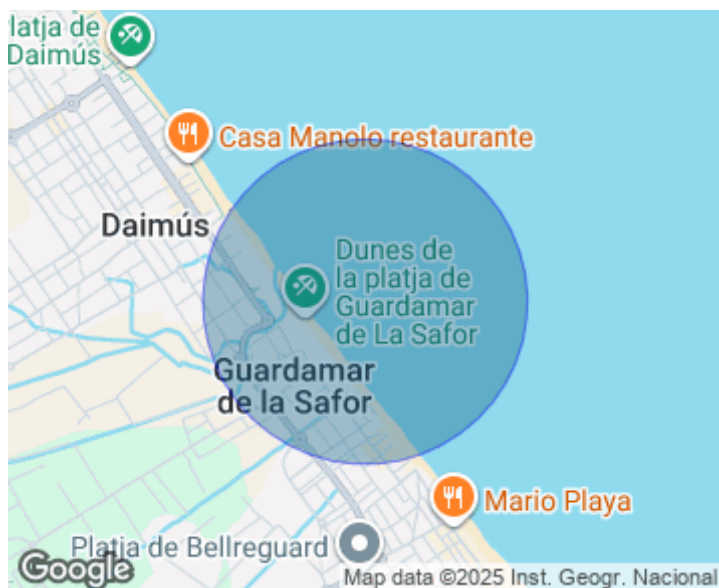 latja de
Daimús
Casa Manolo restaurante
Daimús
Dunes de
la platja de
Guardamar
de La Safor
Guardamar
de la Safor
Mario Playa
Platja de Bellreguard
Google
Map data ©2025 Inst. Geogr. Nacional